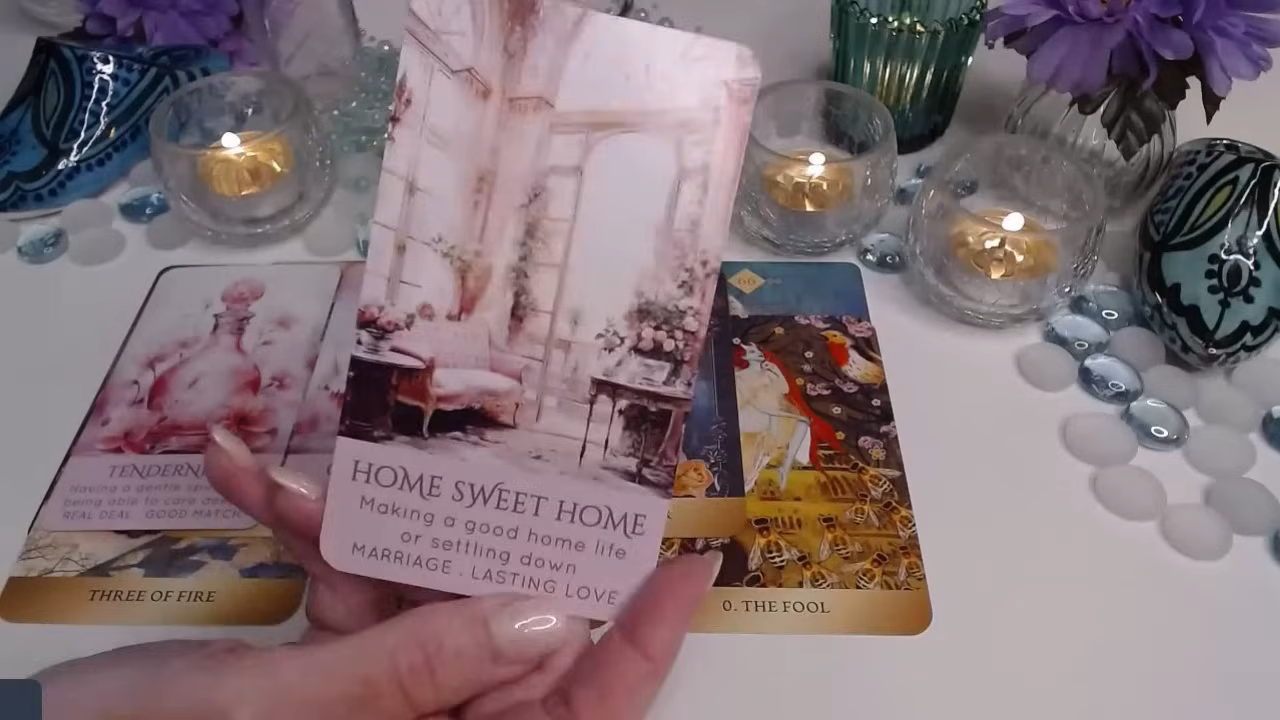 HOME SWEET HOME
Making a good home life
or settling down
MARRIAGE . LASTING LOVE
Having a gentle
being able to care
REAL DEAL . GOOD MATCH
THREE OF FIRE
0. THE FOOL